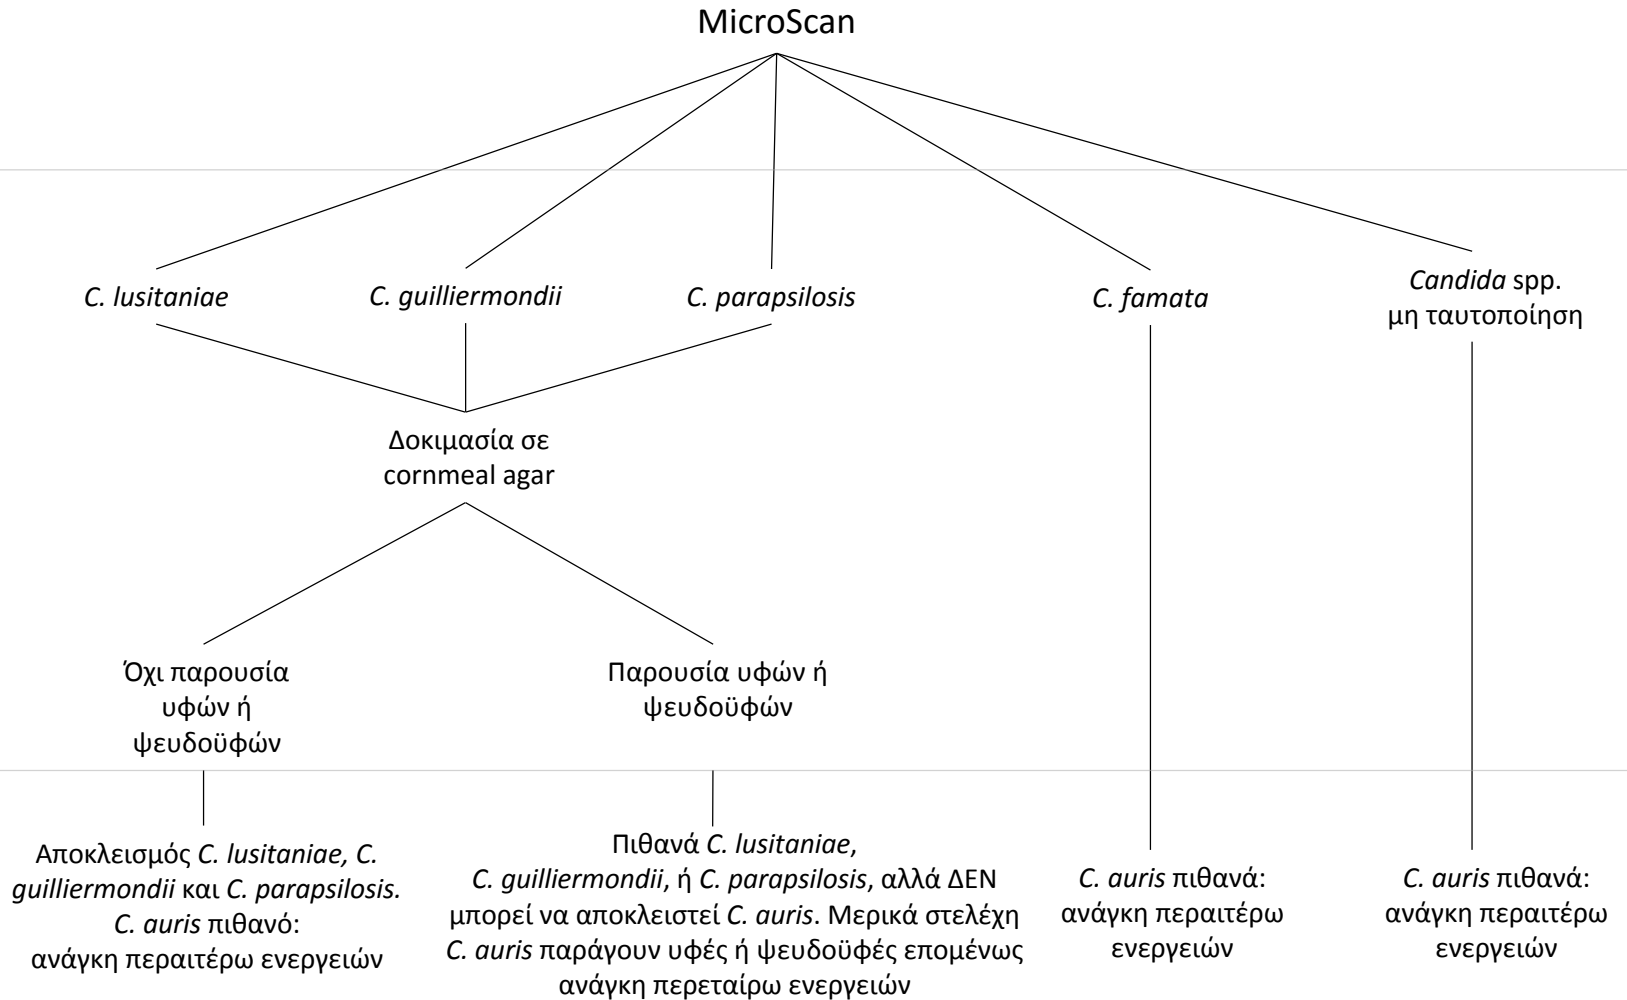 MicroScan
C. lusitaniae
C. guilliermondii
C. parapsilosis
C. famata
Candida spp.
μη ταυτοποίηση
Δοκιμασία σε
cornmeal agar
Όχι παρουσία
υφών ή
ψευδοϋφών
Παρουσία υφών ή
ψευδοϋφών
Αποκλεισμός C. lusitaniae, C.
guilliermondii και C. parapsilosis.
C. auris πιθανό:
ανάγκη περαιτέρω ενεργειών
Πιθανά C. lusitaniae,
C. guilliermondii, ή C. parapsilosis, αλλά ΔΕΝ
μπορεί να αποκλειστεί C. auris. Μερικά στελέχη
C. auris παράγουν υφές ή ψευδοϋφές επομένως
ανάγκη περεταίρω ενεργειών
C. auris πιθανά:
ανάγκη περαιτέρω
ενεργειών
C. auris πιθανά:
ανάγκη περαιτέρω
ενεργειών